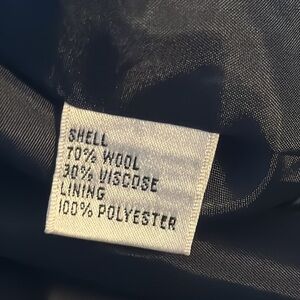 SHELL
70% WOOL
30% VISCOSE
LINING
100% POLYESTER